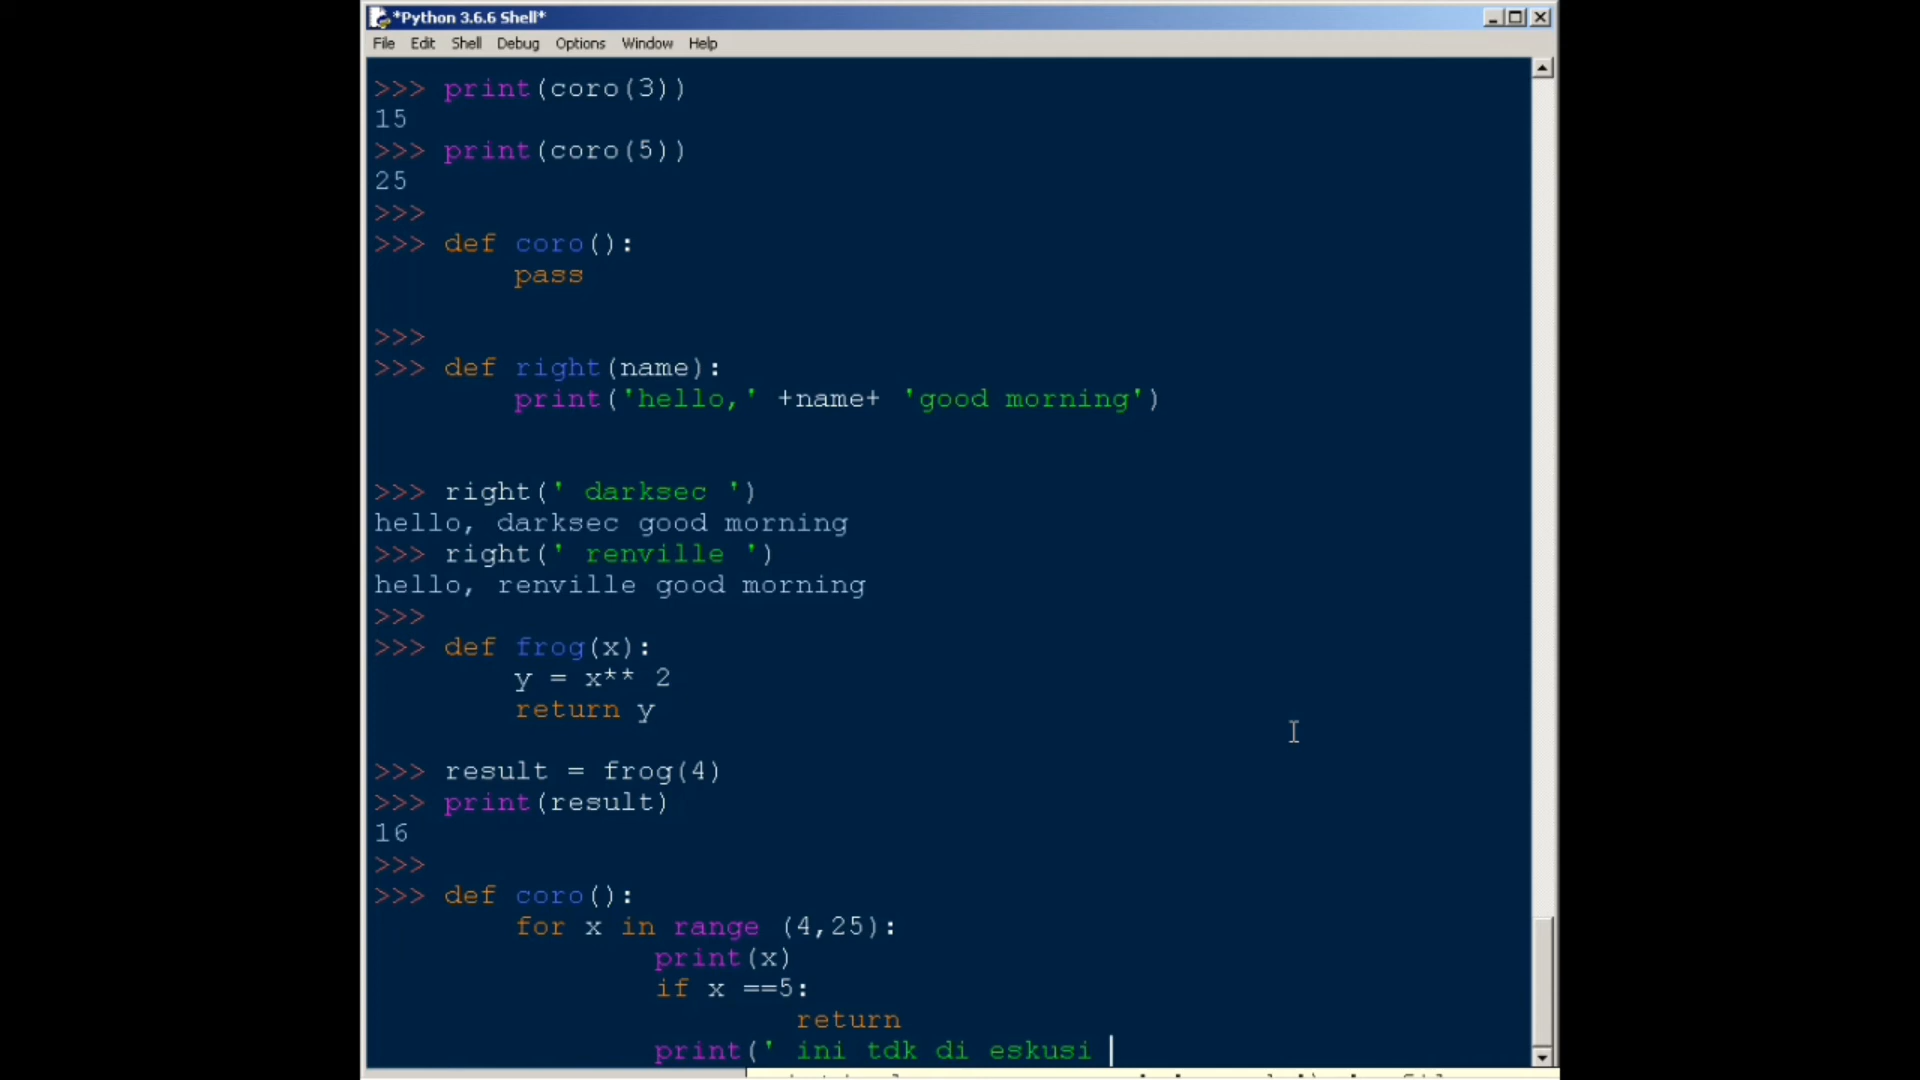 *Python 3.6.6 Shell*
File Edit Shell Debug Options Window Help
>>> print(coro(3))
15
>>> print(coro(5))
25
>>>
>>> def coro():
pass
>>>
>>> def right(name):
print('hello,' +name+ 'good morning')
>>> right(' darksec ')
hello, darksec good morning
>>> right(' renville ')
hello, renville good morning
>>>
>>> def frog(x):
y = x** 2
return y
>>> result = frog(4)
>>> print(result)
16
>>>
>>> def coro():
for x in range (4,25):
print(x)
if x ==5:
return
print(' ini tdk di eskusi